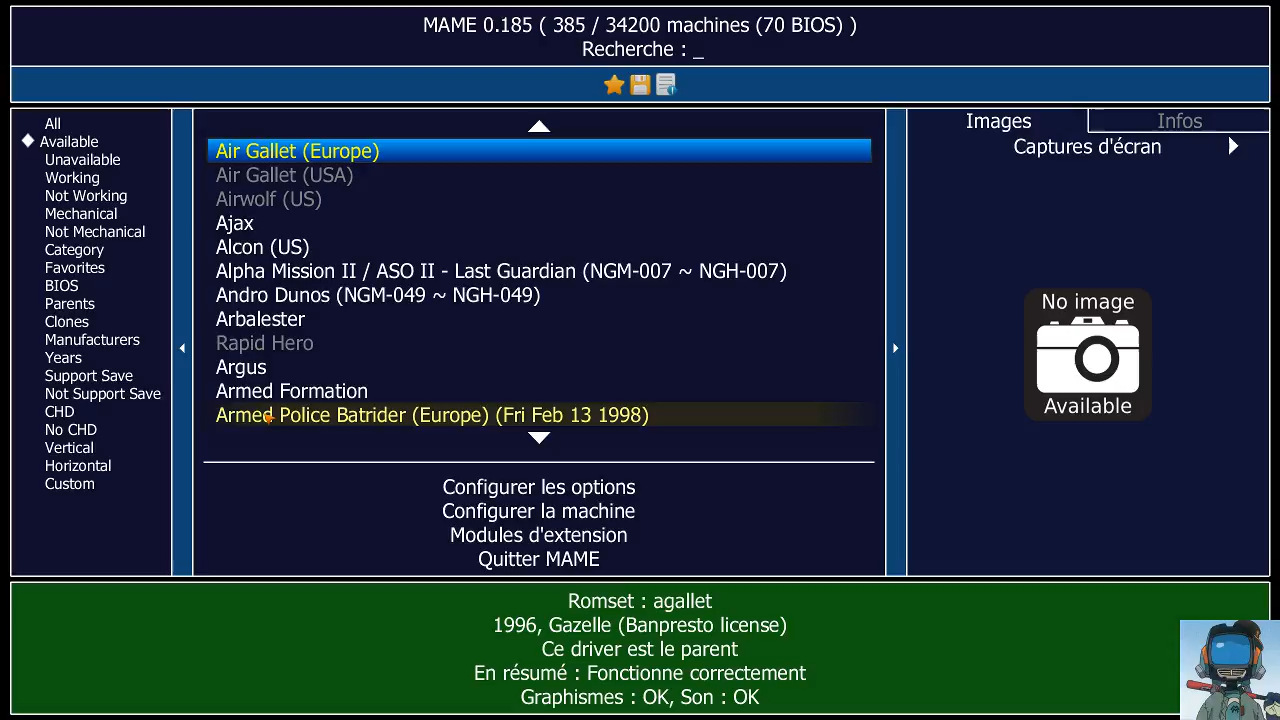 MAME 0.185 ( 385 / 34200 machines (70 BIOS) )
Recherche : _
All
Available
Unavailable
Working
Not Working
Mechanical
Not Mechanical
Category
Favorites
BIOS
Parents
Clones
Manufacturers
Years
Support Save
Not Support Save
CHD
No CHD
Vertical
Horizontal
Custom
Air Gallet (Europe)
Air Gallet (USA)
Airwolf (US)
Ajax
Alcon (US)
Alpha Mission II / ASO II - Last Guardian (NGM-007 ~ NGH-007)
Andro Dunos (NGM-049 ~ NGH-049)
Arbalester
Rapid Hero
Argus
Armed Formation
Armed Police Batrider (Europe) (Fri Feb 13 1998)
Configurer les options
Configurer la machine
Modules d'extension
Quitter MAME
Images
Infos
Captures d'écran
No image
Available
Romset : agallet
1996, Gazelle (Banpresto license)
Ce driver est le parent
En résumé : Fonctionne correctement
Graphismes : OK, Son : OK